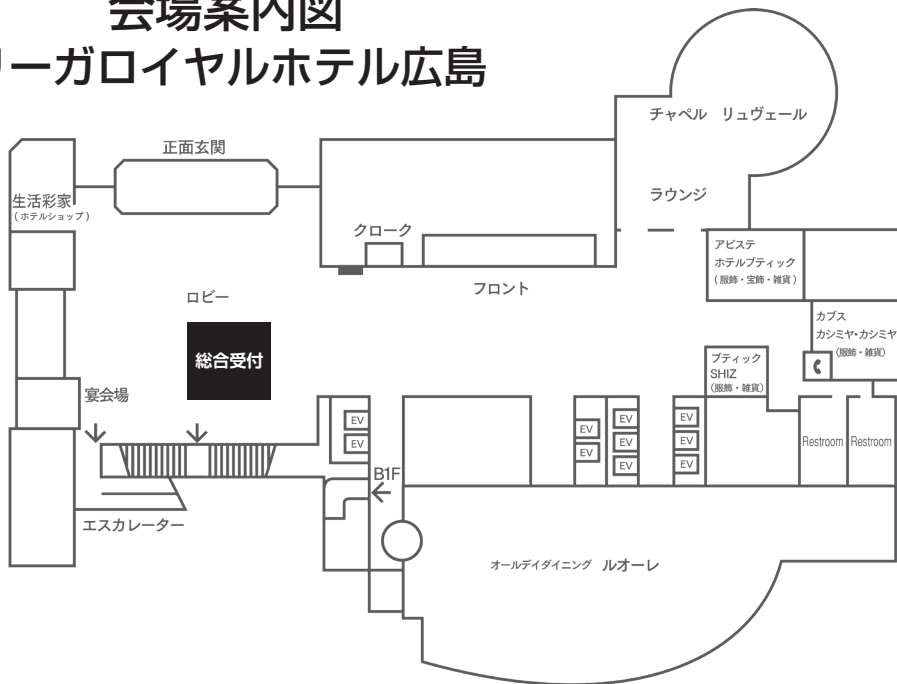 会場案内図
リーガロイヤルホテル広島
チャペル リュヴェール
正面玄関
生活彩家
(ホテルショップ)
ラウンジ
クローク
フロント
アビステ
ホテルブティック
(服飾・宝飾・雑貨)
ロビー
総合受付
カブス
カシミヤ・カシミヤ
(服飾・雑貨)
ブティック
SHIZ
(服飾・雑貨)
宴会場
EV
EV
EV
EV
EV
EV
EV
EV
EV
EV
Restroom
Restroom
B1F
エスカレーター
オールデイダイニング ルオーレ